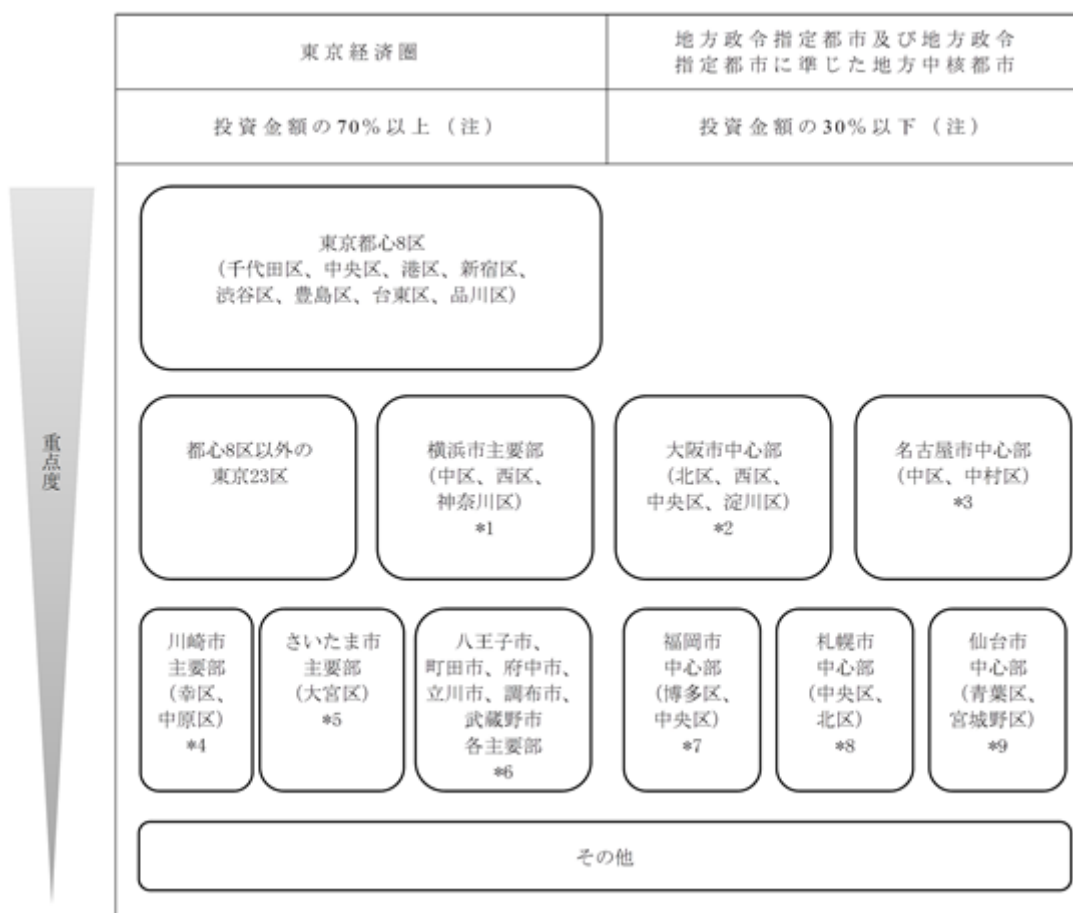 東京経済圏
地方政令指定都市及び地方政令
指定都市に準じた地方中核都市
投資金額の70%以上（注）
投資金額の30%以下（注）
重点度
東京都心8区
（千代田区、中央区、港区、新宿区、
渋谷区、豊島区、台東区、品川区）
都心8区以外の
東京23区
横浜市主要部
（中区、西区、
神奈川区）
*1
大阪市中心部
（北区、西区、
中央区、淀川区）
*2
名古屋市中心部
（中区、中村区）
*3
川崎市
主要部
（幸区、
中原区）
*4
さいたま市
主要部
（大宮区）
*5
八王子市、
町田市、府中市、
立川市、調布市、
武蔵野市
各主要部
*6
福岡市
中心部
（博多区、
中央区）
*7
札幌市
中心部
（中央区、
北区）
*8
仙台市
中心部
（青葉区、
宮城野区）
*9
その他